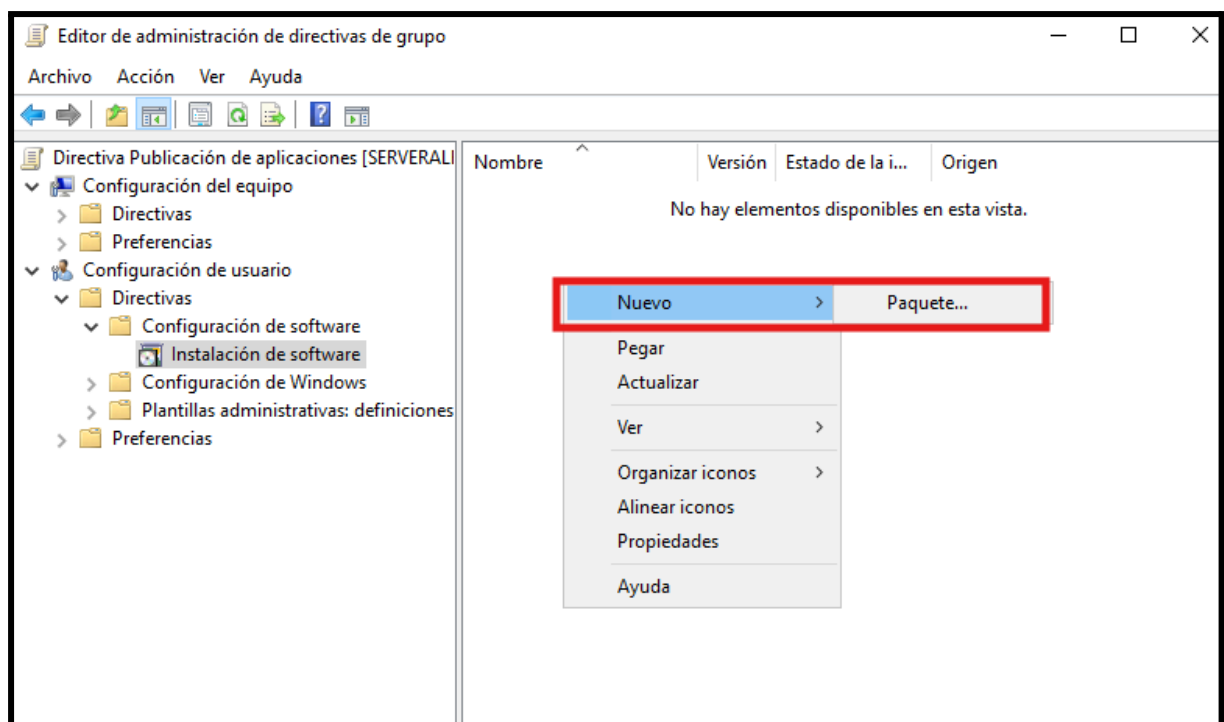 Editor de administración de directivas de grupo
Archivo Acción Ver Ayuda
Directiva Publicación de aplicaciones [SERVERALI
Configuración del equipo
Directivas
Preferencias
Configuración de usuario
Directivas
Configuración de software
Instalación de software
Configuración de Windows
Plantillas administrativas: definiciones
Preferencias
Nombre Versión Estado de la i... Origen
No hay elementos disponibles en esta vista.
Nuevo Paquete...
Pegar
Actualizar
Ver
Organizar iconos
Alinear iconos
Propiedades
Ayuda